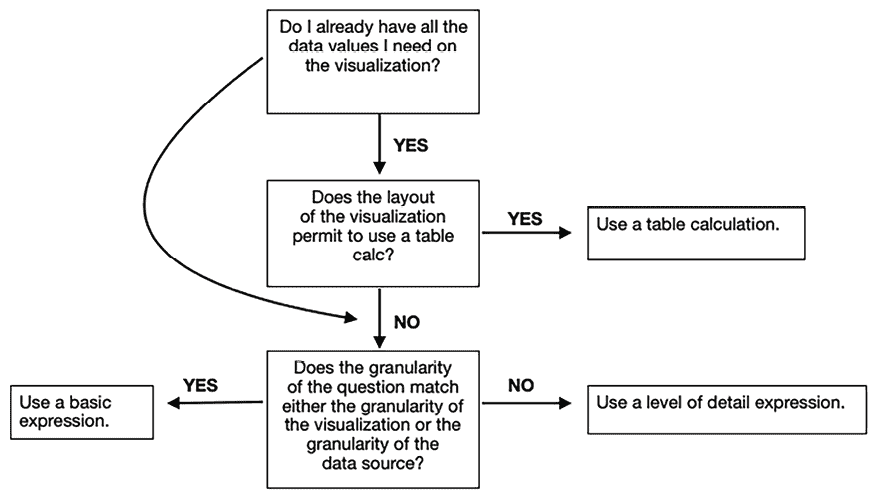 Do I already have all the
data values I need on
the visualization?
YES
Does the layout
of the visualization
permit to use a table
calc?
YES
Use a table calculation.
NO
Does the granularity
of the question match
either the granularity of
the visualization or the
granularity of the
data source?
YES
Use a basic
expression.
NO
Use a level of detail expression.